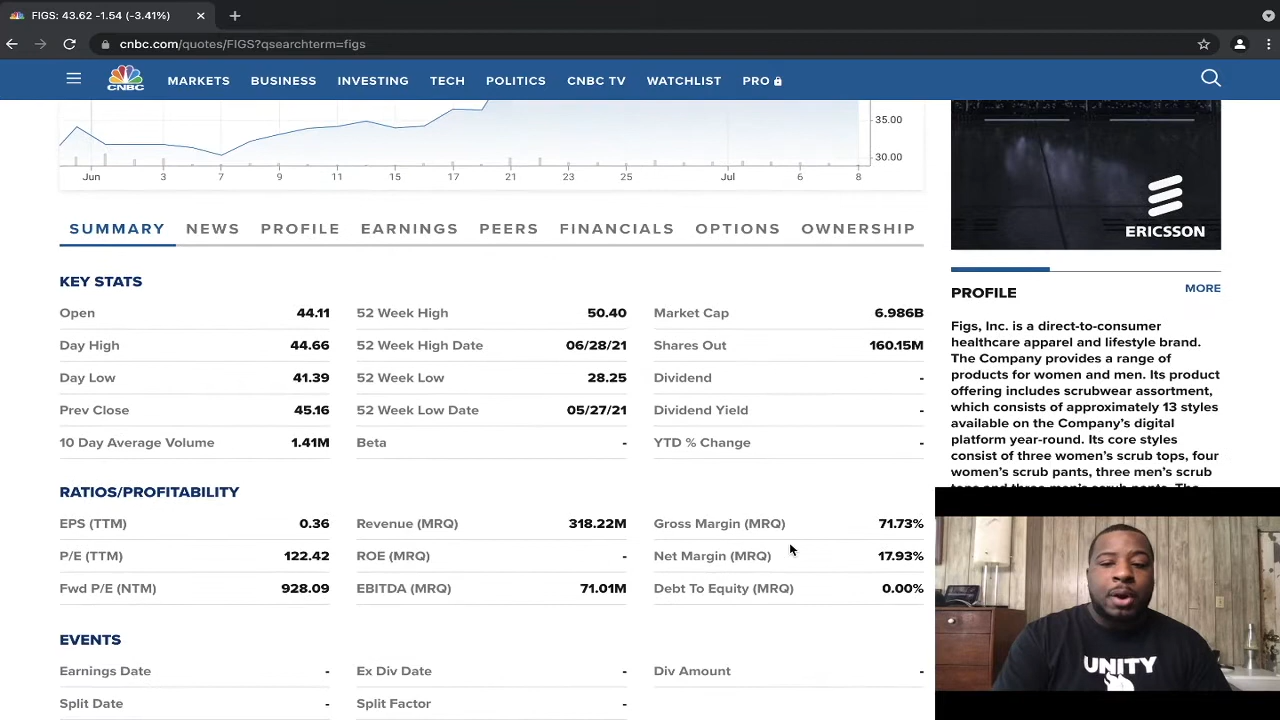 FIGS: 43.62 -1.54 (-3.41%)
cnbc.com/quotes/FIGS?qsearchterm=figs
CNBC MARKETS BUSINESS INVESTING TECH POLITICS CNBC TV WATCHLIST PRO
35.00
30.00
Jun 3 7 9 11 15 17 21 23 25 Jul 6 8
ERICSSON
SUMMARY NEWS PROFILE EARNINGS PEERS FINANCIALS OPTIONS OWNERSHIP
KEY STATS
Open 44.11 52 Week High 50.40 Market Cap 6.986B
Day High 44.66 52 Week High Date 06/28/21 Shares Out 160.15M
Day Low 41.39 52 Week Low 28.25 Dividend -
Prev Close 45.16 52 Week Low Date 05/27/21 Dividend Yield -
10 Day Average Volume 1.41M Beta - YTD % Change -
RATIOS/PROFITABILITY
EPS (TTM) 0.36 Revenue (MRQ) 318.22M Gross Margin (MRQ) 71.73%
P/E (TTM) 122.42 ROE (MRQ) - Net Margin (MRQ) 17.93%
Fwd P/E (NTM) 928.09 EBITDA (MRQ) 71.01M Debt To Equity (MRQ) 0.00%
EVENTS
Earnings Date - Ex Div Date - Div Amount -
Split Date - Split Factor -
PROFILE MORE
Figs, Inc. is a direct-to-consumer
healthcare apparel and lifestyle brand.
The Company provides a range of
products for women and men. Its product
offering includes scrubwear assortment,
which consists of approximately 13 styles
available on the Company's digital
platform year-round. Its core styles
consist of three women's scrub tops, four
women's scrub pants, three men's scrub
tops and three men's scrub pants. The
UNITY